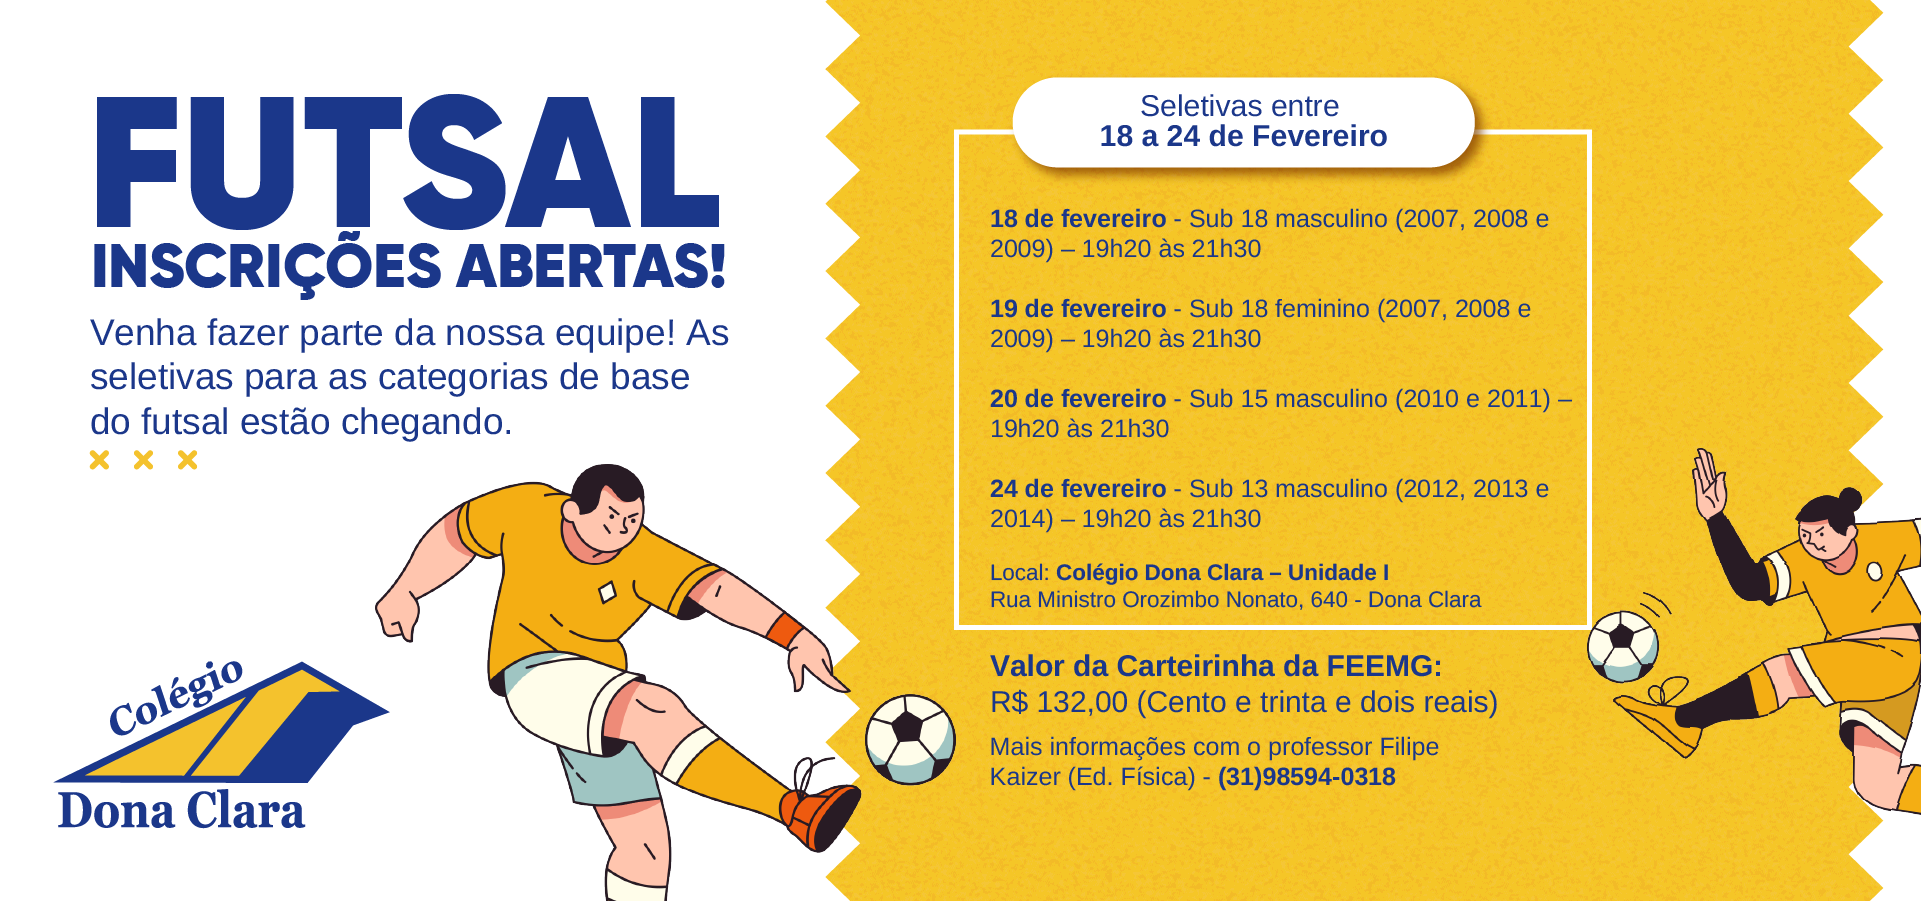 FUTSAL
INSCRIÇÕES ABERTAS!
Venha fazer parte da nossa equipe! As
seletivas para as categorias de base
do futsal estão chegando.
Colégio
Dona Clara
Seletivas entre
18 a 24 de Fevereiro
18 de fevereiro - Sub 18 masculino (2007, 2008 e
2009) – 19h20 às 21h30
19 de fevereiro - Sub 18 feminino (2007, 2008 e
2009) – 19h20 às 21h30
20 de fevereiro - Sub 15 masculino (2010 e 2011) –
19h20 às 21h30
24 de fevereiro - Sub 13 masculino (2012, 2013 e
2014) – 19h20 às 21h30
Local: Colégio Dona Clara – Unidade I
Rua Ministro Orozimbo Nonato, 640 - Dona Clara
Valor da Carteirinha da FEEMG:
R$ 132,00 (Cento e trinta e dois reais)
Mais informações com o professor Filipe
Kaizer (Ed. Física) - (31)98594-0318